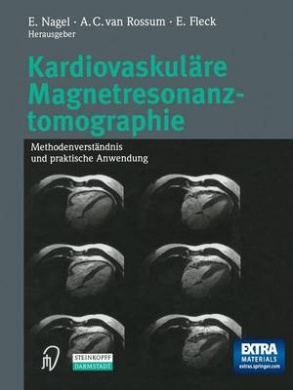 E. Nagel · A. C. van Rossum · E. Fleck
Herausgeber
Kardiovaskuläre
Magnetresonanz-
tomographie
Methodenverständnis
und praktische Anwendung
STEINKOPFF
DARMSTADT
EXTRA
MATERIALS
extras.springer.com